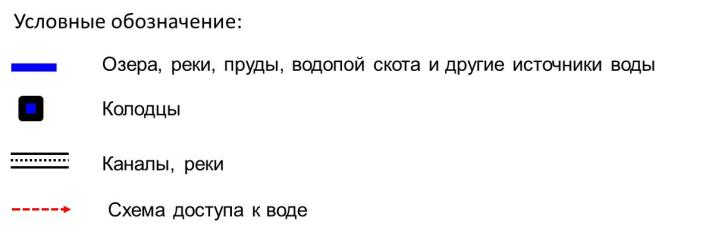 Условные обозначение:
Озера, реки, пруды, водопой скота и другие источники воды
Колодцы
Каналы, реки
Схема доступа к воде